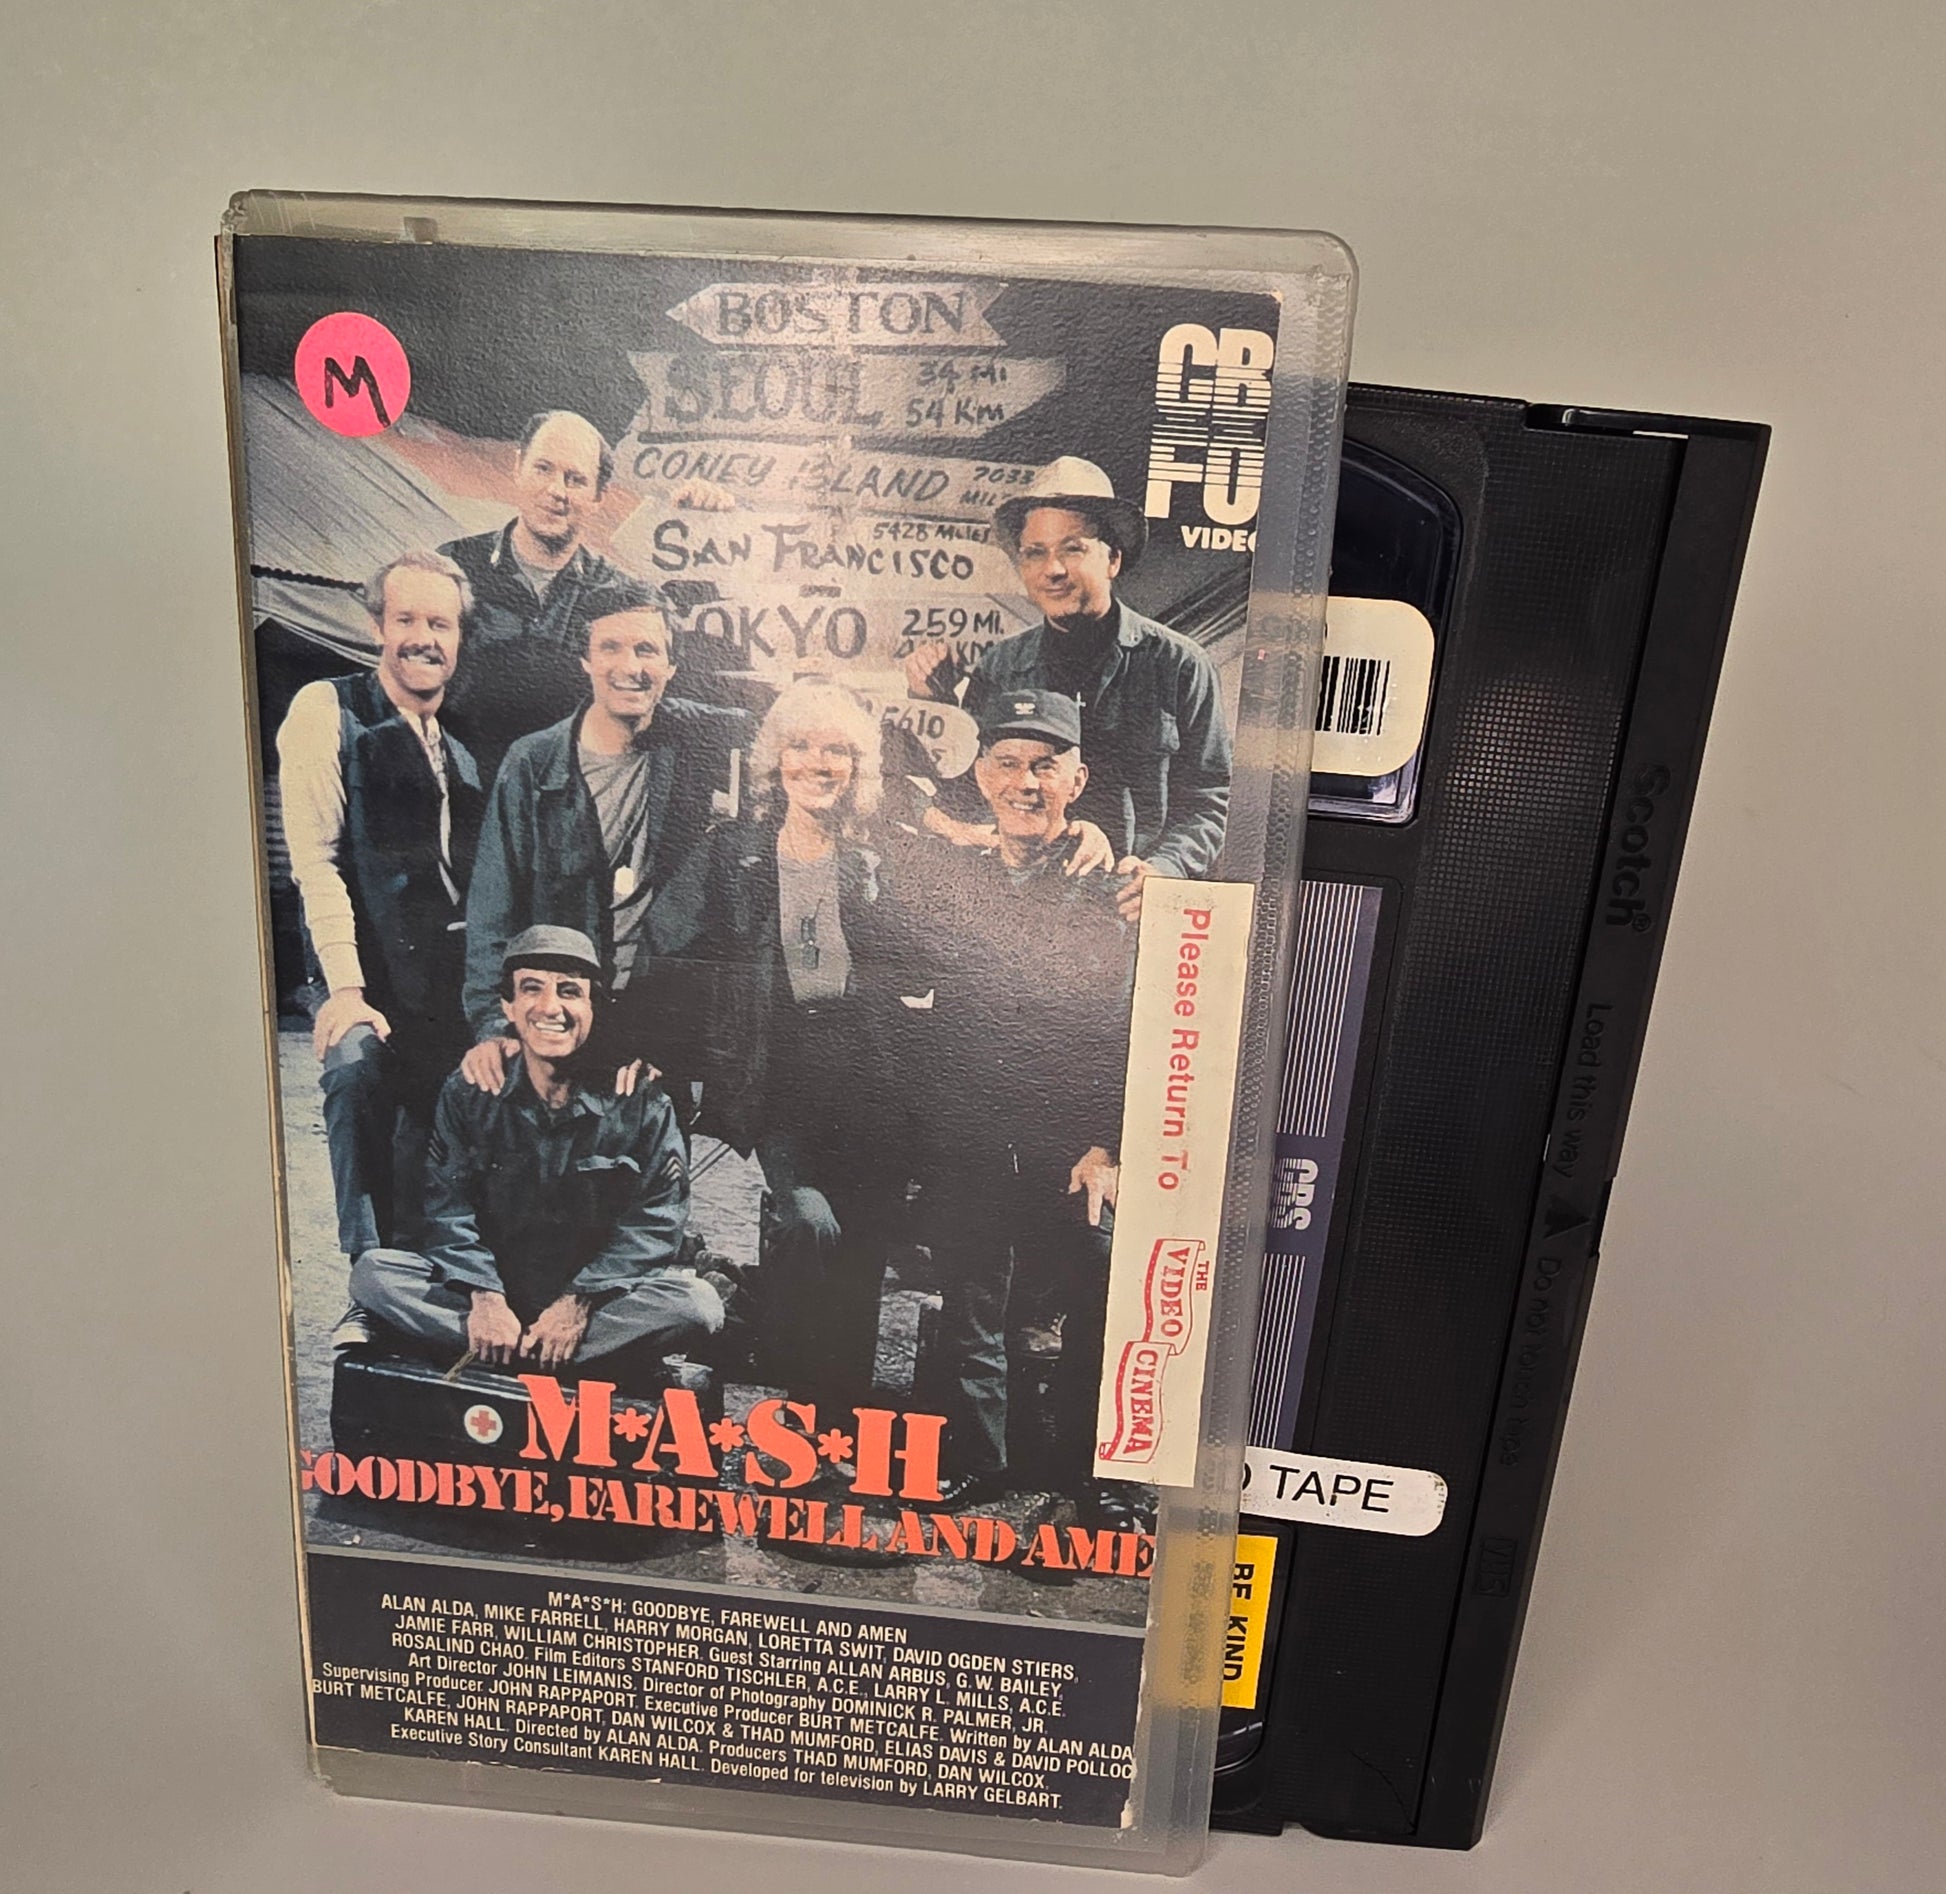 M
BOSTON
SEOUL 34 MI
54 Km
CONEY ISLAND 7033
MIL
SAN FRANCISCO 5428 MILES
TOKYO 259 MI.
KM
5610
CB
FO
VIDEO
Please Return To
THE
VIDEO
CINEMA
M*A*S*H
GOODBYE, FAREWELL AND AME
M*A*S*H: GOODBYE, FAREWELL AND AMEN
ALAN ALDA, MIKE FARRELL, HARRY MORGAN, LORETTA SWIT, DAVID OGDEN STIERS,
JAMIE FARR, WILLIAM CHRISTOPHER. Guest Starring ALLAN ARBUS, G.W. BAILEY,
ROSALIND CHAO. Film Editors STANFORD TISCHLER, A.C.E., LARRY L. MILLS, A.C.E.
Art Director JOHN LEIMANIS. Director of Photography DOMINICK R. PALMER, JR.
Supervising Producer JOHN RAPPAPORT. Executive Producer BURT METCALFE. Written by ALAN ALDA
BURT METCALFE, JOHN RAPPAPORT, DAN WILCOX & THAD MUMFORD, ELIAS DAVIS & DAVID POLLOC
KAREN HALL. Directed by ALAN ALDA. Producers THAD MUMFORD, DAN WILCOX.
Executive Story Consultant KAREN HALL. Developed for television by LARRY GELBART.
Scotch®
Load this way ▲ Do not touch tape
VHS
CBS
TAPE
BE KIND